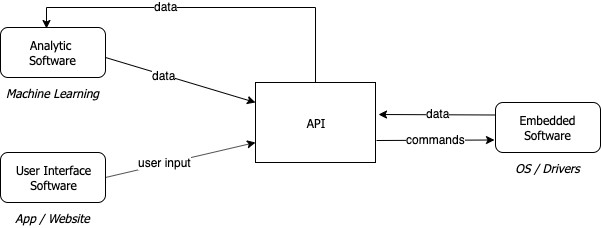 data
Analytic
Software
Machine Learning
data
API
data
commands
Embedded
Software
OS / Drivers
user input
User Interface
Software
App / Website